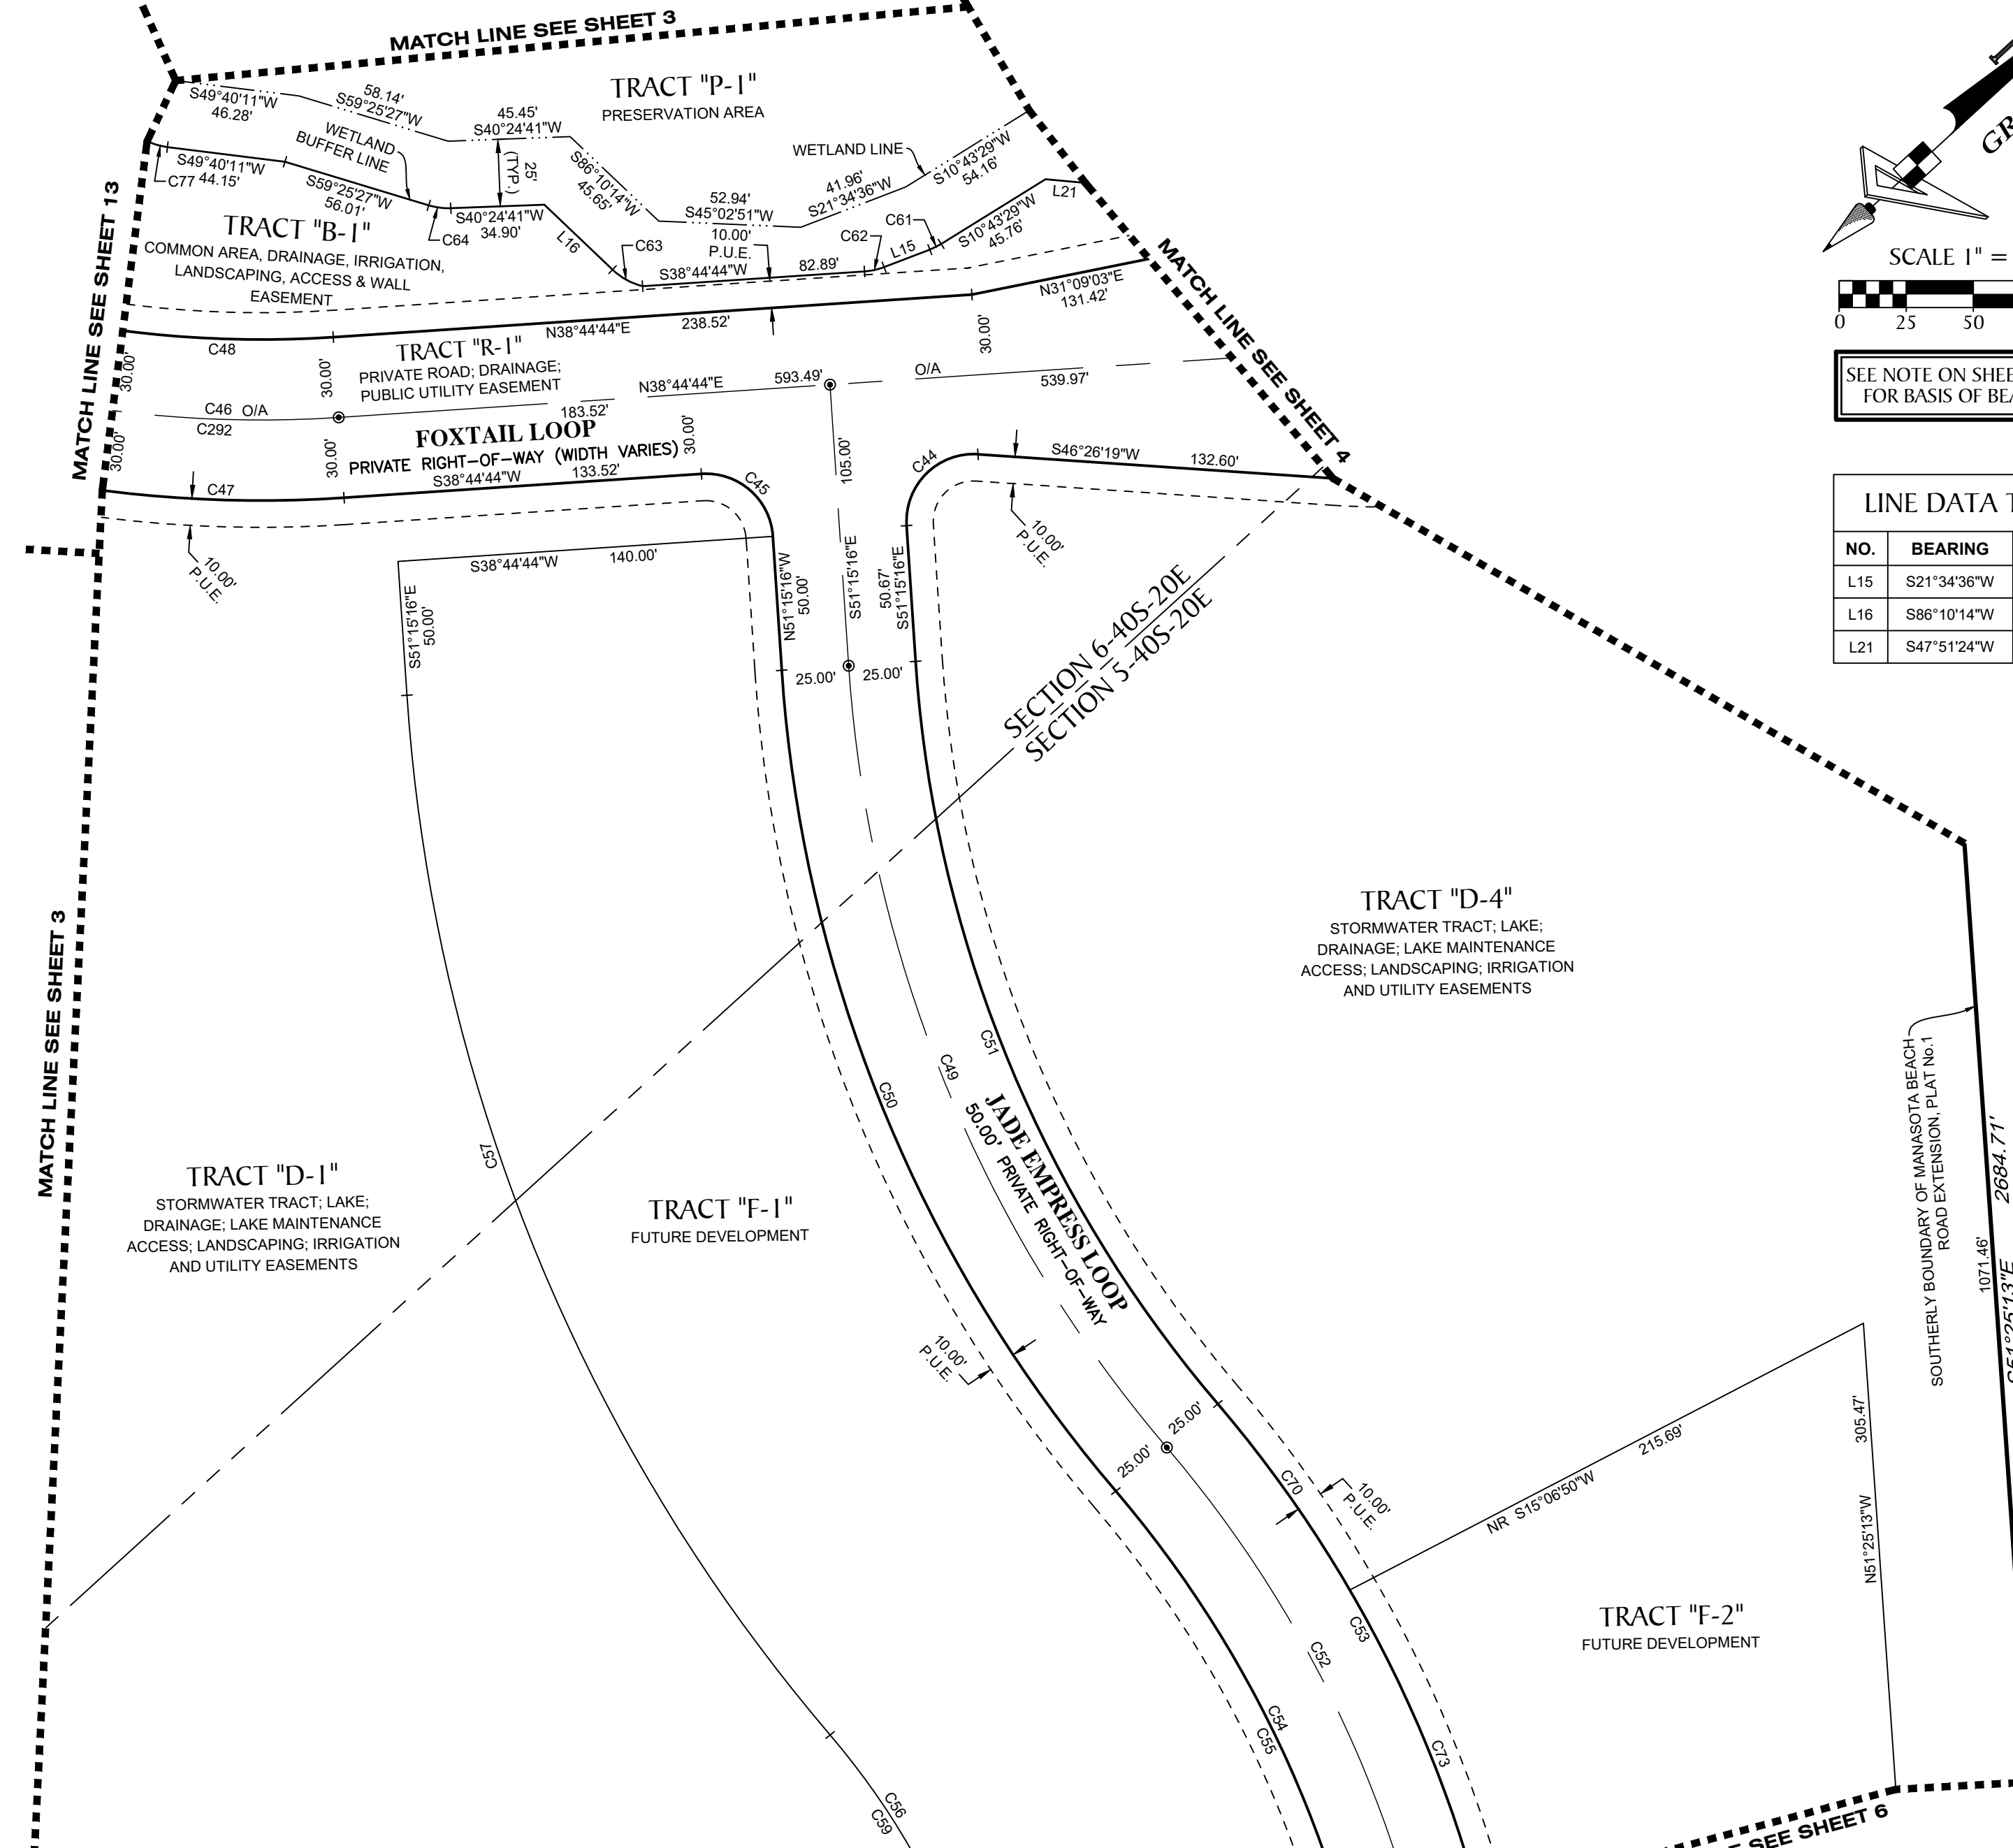 MATCH LINE SEE SHEET 3
TRACT "P-1"
PRESERVATION AREA
S49°40'11"W
46.28'
58.14'
S59°25'27"W
45.45'
S40°24'41"W
WETLAND
BUFFER LINE
25'
(TYP.)
S86°10'14"W
45.65'
WETLAND LINE
S10°43'29"W
54.16'
41.96'
S21°34'36"W
52.94'
S45°02'51"W
10.00'
P.U.E.
C77
S49°40'11"W
44.15'
S59°25'27"W
56.01'
C64
S40°24'41"W
34.90'
L16
C63
C62
C61
L15
S10°43'29"W
45.76'
L21
S38°44'44"W
82.89'
TRACT "B-1"
COMMON AREA, DRAINAGE, IRRIGATION,
LANDSCAPING, ACCESS & WALL
EASEMENT
MATCH LINE SEE SHEET 13
N31°09'03"E
131.42'
MATCH LINE SEE SHEET 4
C48
N38°44'44"E
238.52'
30.00'
30.00'
30.00'
TRACT "R-1"
PRIVATE ROAD; DRAINAGE;
PUBLIC UTILITY EASEMENT
N38°44'44"E
593.49'
O/A
539.97'
C46 O/A
C292
183.52'
FOXTAIL LOOP
PRIVATE RIGHT-OF-WAY (WIDTH VARIES)
30.00'
30.00'
30.00'
S38°44'44"W
133.52'
C47
C45
105.00'
C44
S46°26'19"W
132.60'
10.00'
P.U.E.
10.00'
P.U.E.
S38°44'44"W
140.00'
S51°15'16"E
50.00'
N51°15'16"W
50.00'
S51°15'16"E
50.67'
S51°15'16"E
25.00'
25.00'
SECTION 6-40S-20E
SECTION 5-40S-20E
SCALE 1" =
0
25
50
SEE NOTE ON SHEE
FOR BASIS OF BEA
LINE DATA T
NO.
BEARING
L15
S21°34'36"W
L16
S86°10'14"W
L21
S47°51'24"W
TRACT "D-4"
STORMWATER TRACT; LAKE;
DRAINAGE; LAKE MAINTENANCE
ACCESS; LANDSCAPING; IRRIGATION
AND UTILITY EASEMENTS
MATCH LINE SEE SHEET 3
C57
C50
C49
C51
JADE EMPRESS LOOP
50.00' PRIVATE RIGHT-OF-WAY
TRACT "D-1"
STORMWATER TRACT; LAKE;
DRAINAGE; LAKE MAINTENANCE
ACCESS; LANDSCAPING; IRRIGATION
AND UTILITY EASEMENTS
TRACT "F-1"
FUTURE DEVELOPMENT
SOUTHERLY BOUNDARY OF MANASOTA BEACH
ROAD EXTENSION, PLAT No.1
1071.46'
2684.71'
S51°25'13"E
10.00'
P.U.E.
25.00'
25.00'
C70
10.00'
P.U.E.
NR S15°06'50"W
215.69'
305.47'
N51°25'13"W
TRACT "F-2"
FUTURE DEVELOPMENT
C53
C52
C54
C55
C73
C56
C59
SEE SHEET 6